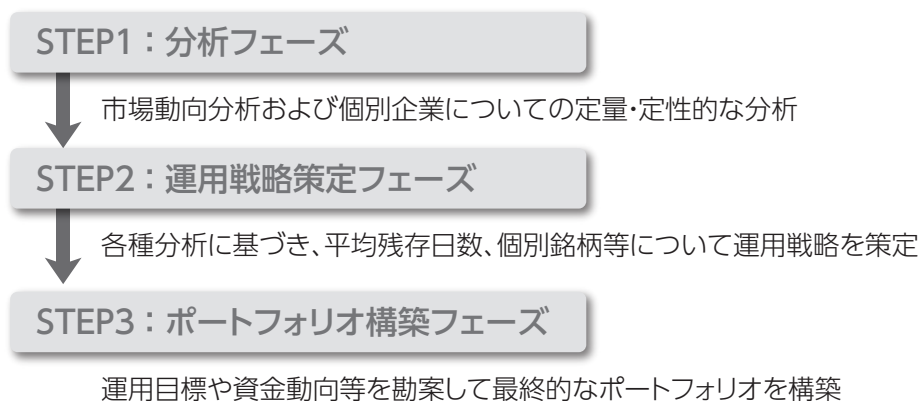 STEP1：分析フェーズ
市場動向分析および個別企業についての定量・定性的な分析
STEP2：運用戦略策定フェーズ
各種分析に基づき、平均残存日数、個別銘柄等について運用戦略を策定
STEP3：ポートフォリオ構築フェーズ
運用目標や資金動向等を勘案して最終的なポートフォリオを構築